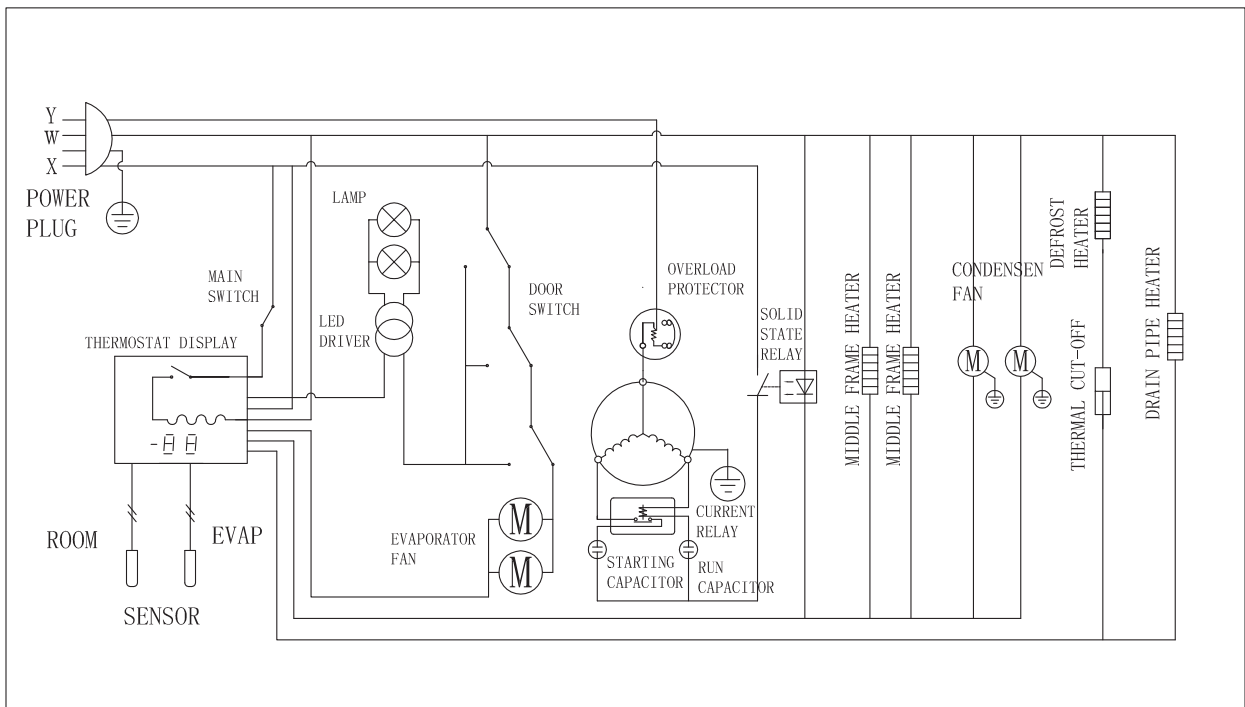 Y
W
X
POWER
PLUG
LAMP
MAIN
SWITCH
LED
DRIVER
THERMOSTAT DISPLAY
DOOR
SWITCH
OVERLOAD
PROTECTOR
SOLID
STATE
RELAY
MIDDLE FRAME HEATER
MIDDLE FRAME HEATER
CONDENSEN
FAN
M
M
DEFROST
HEATER
THERMAL CUT-OFF
DRAIN PIPE HEATER
-88
ROOM
EVAP
SENSOR
EVAPORATOR
FAN
M
M
CURRENT
RELAY
STARTING
CAPACITOR
RUN
CAPACITOR